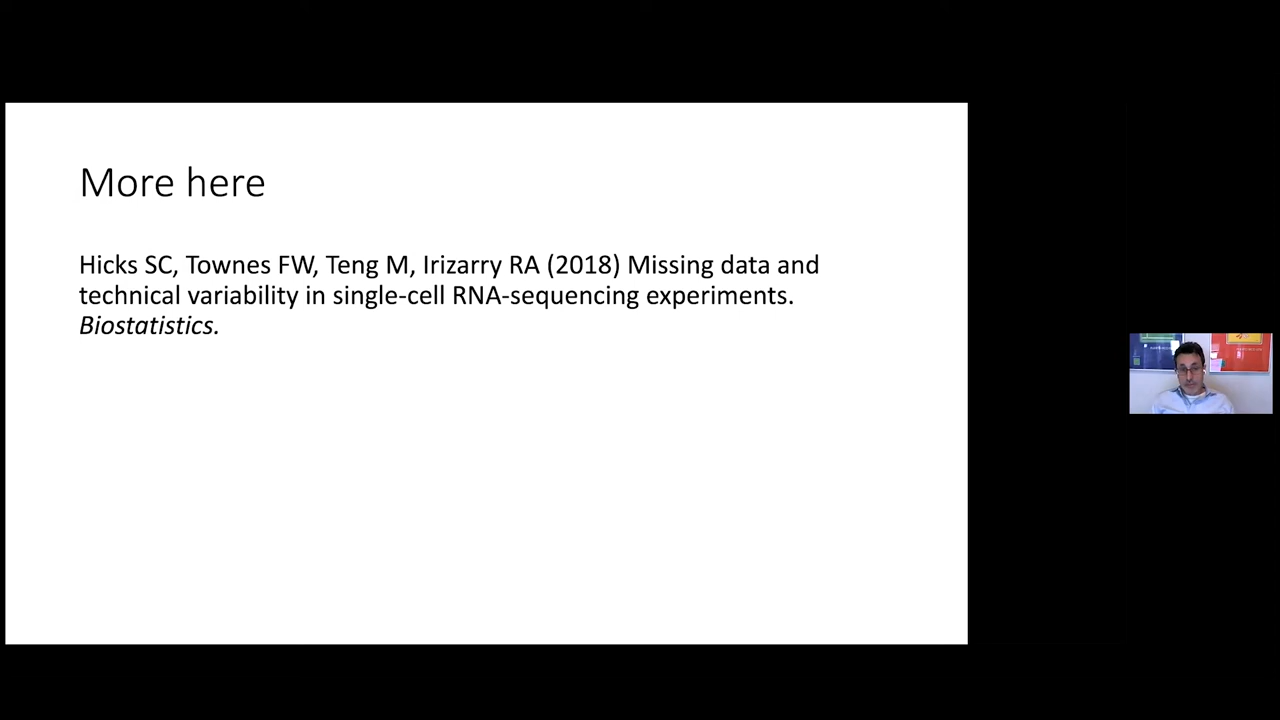 More here
Hicks SC, Townes FW, Teng M, Irizarry RA (2018) Missing data and
technical variability in single-cell RNA-sequencing experiments.
Biostatistics.